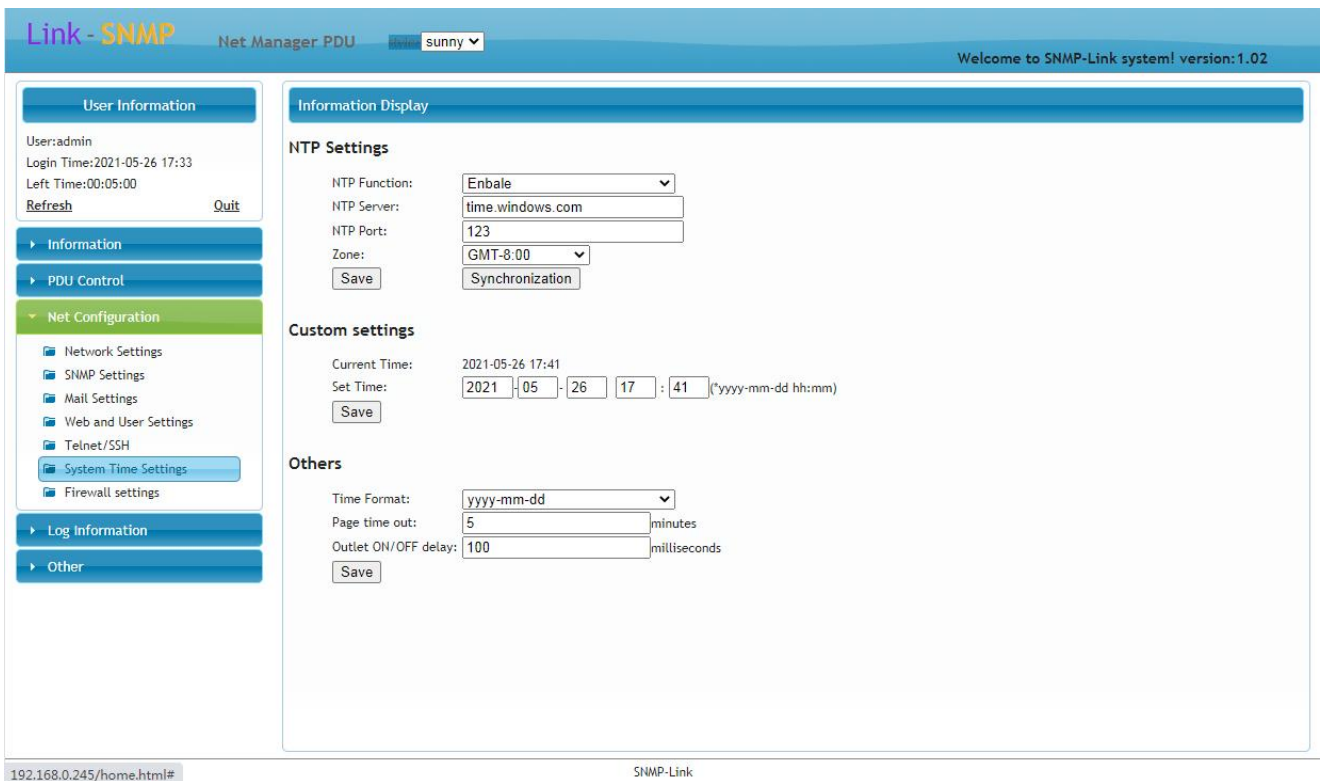 Link - SNMP Net Manager PDU sunny
Welcome to SNMP-Link system! version:1.02
User Information
User:admin
Login Time:2021-05-26 17:33
Left Time:00:05:00
Refresh Quit
Information
PDU Control
Net Configuration
Network Settings
SNMP Settings
Mail Settings
Web and User Settings
Telnet/SSH
System Time Settings
Firewall settings
Log Information
Other
Information Display
NTP Settings
NTP Function: Enbale
NTP Server: time.windows.com
NTP Port: 123
Zone: GMT-8:00
Save Synchronization
Custom settings
Current Time: 2021-05-26 17:41
Set Time: 2021 - 05 - 26 17 : 41 (*yyyy-mm-dd hh:mm)
Save
Others
Time Format: yyyy-mm-dd
Page time out: 5 minutes
Outlet ON/OFF delay: 100 milliseconds
Save
192.168.0.245/home.html# SNMP-Link